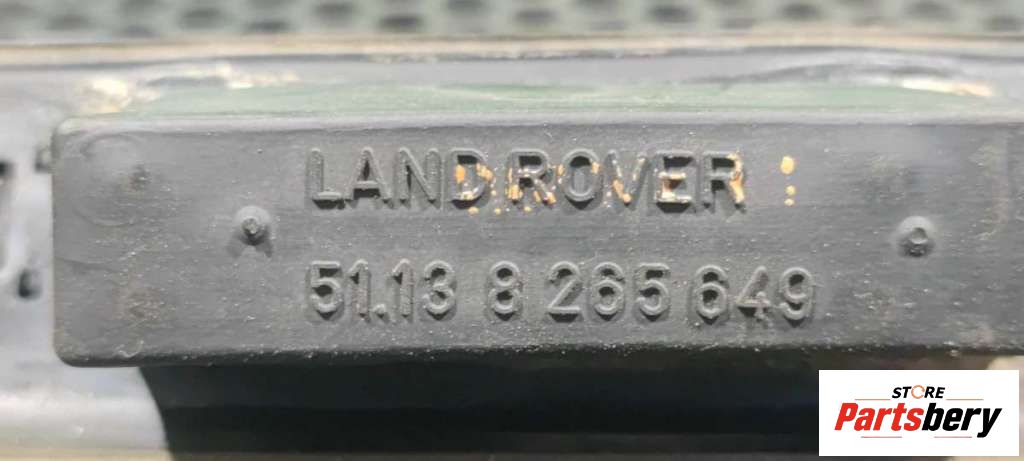 LAND ROVER
51.13 8 265 649
STORE
Partsbery